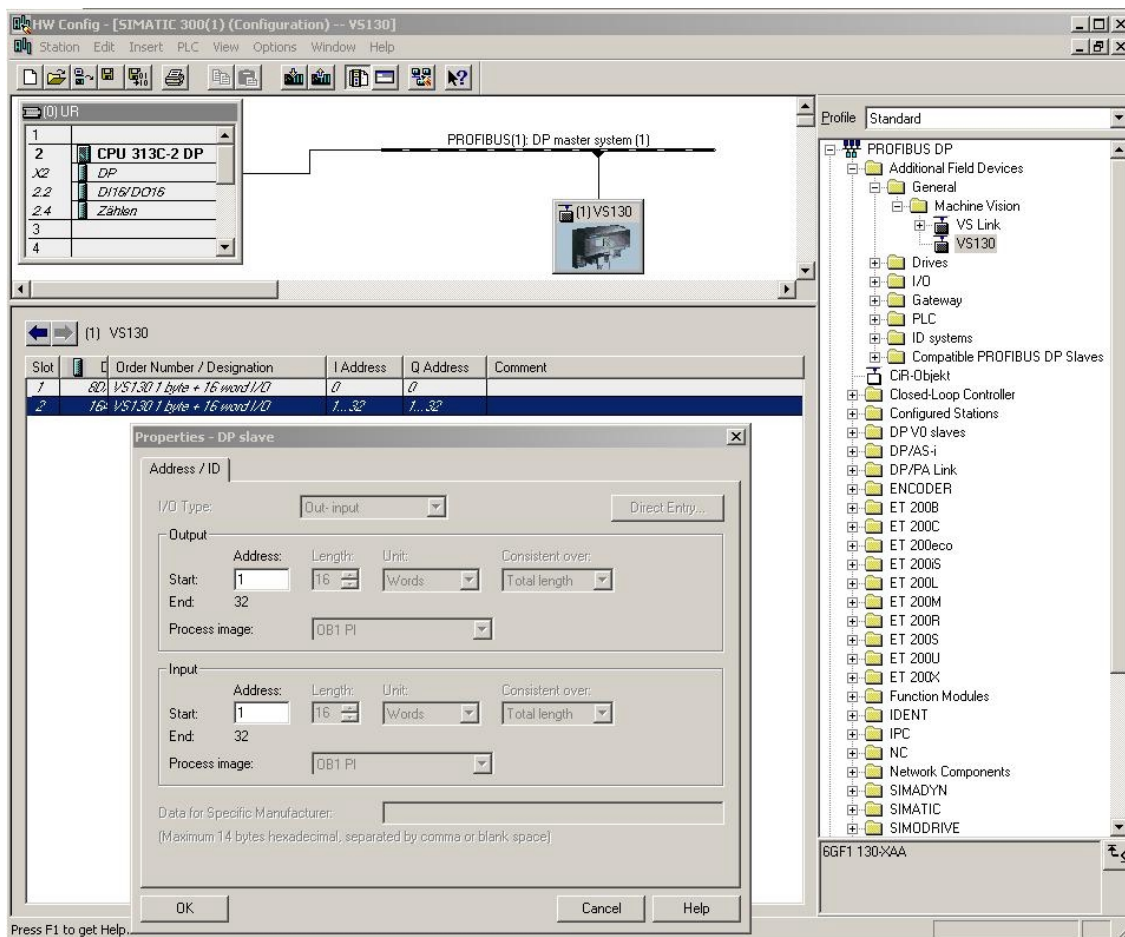 HW Config - [SIMATIC 300(1) (Configuration) -- VS130]
Station Edit Insert PLC View Options Window Help
(0) UR
1
2 CPU 313C-2 DP
X2 DP
2.2 DI16/DO16
2.4 Zählen
3
4
PROFIBUS(1): DP master system (1)
(1) VS130
(1) VS130
Slot D Order Number / Designation I Address Q Address Comment
1 8D VS130 1 byte + 16 word I/O 0 0
2 16 VS130 1 byte + 16 word I/O 1...32 1...32
Properties - DP slave
Address / ID
I/O Type: Out-input Direct Entry...
Output
Address: Length: Unit: Consistent over:
Start: 1 16 Words Total length
End: 32
Process image: OB1 PI
Input
Address: Length: Unit: Consistent over:
Start: 1 16 Words Total length
End: 32
Process image: OB1 PI
Data for Specific Manufacturer:
(Maximum 14 bytes hexadecimal, separated by comma or blank space)
OK Cancel Help
Profile Standard
PROFIBUS DP
Additional Field Devices
General
Machine Vision
VS Link
VS130
Drives
I/O
Gateway
PLC
ID systems
Compatible PROFIBUS DP Slaves
CiR-Objekt
Closed-Loop Controller
Configured Stations
DP V0 slaves
DP/AS-i
DP/PA Link
ENCODER
ET 200B
ET 200C
ET 200eco
ET 200iS
ET 200L
ET 200M
ET 200R
ET 200S
ET 200U
ET 200X
Function Modules
IDENT
IPC
NC
Network Components
SIMADYN
SIMATIC
SIMODRIVE
6GF1 130-XAA
Press F1 to get Help.